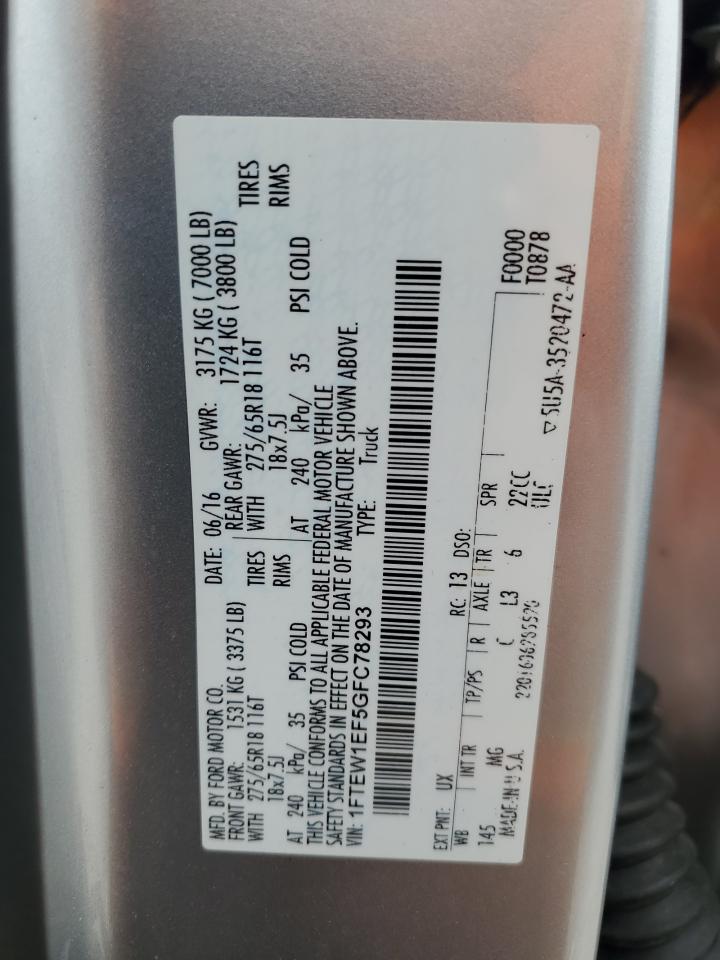 MFD. BY FORD MOTOR CO.
DATE: 06/16 GVWR: 3175 KG ( 7000 LB)
FRONT GAWR: 1531 KG ( 3375 LB) REAR GAWR: 1724 KG ( 3800 LB)
WITH 275/65R18 116T TIRES WITH 275/65R18 116T TIRES
18x7.5J RIMS 18x7.5J RIMS
AT 240 kPa/ 35 PSI COLD AT 240 kPa/ 35 PSI COLD
THIS VEHICLE CONFORMS TO ALL APPLICABLE FEDERAL MOTOR VEHICLE
SAFETY STANDARDS IN EFFECT ON THE DATE OF MANUFACTURE SHOWN ABOVE.
VIN: 1FTEW1EF5GFC78293 TYPE: Truck
EXT PNT: UX RC: 13 DSO:
WB INT TR TP/PS R AXLE TR SPR F0000
145 MG C L3 6 22CC T0878
MADE IN U.S.A. ULC
5U5A-3520472-AA